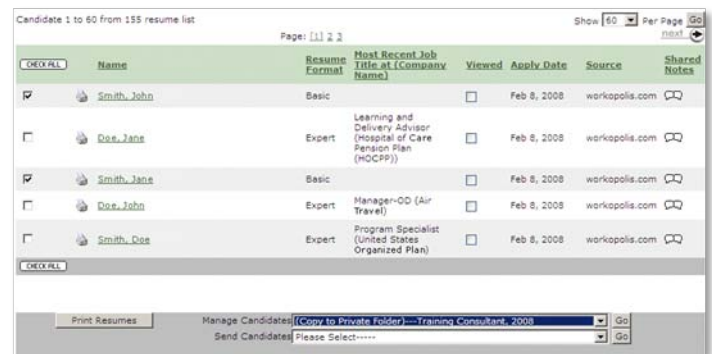 Candidate 1 to 60 from 155 resume list
Show 60 Per Page Go
Page: [1] 2 3
next
CHECK ALL Name Resume Format Most Recent Job Title at (Company Name) Viewed Apply Date Source Shared Notes
Smith, John Basic Feb 8, 2008 workopolis.com
Doe, Jane Expert Learning and Delivery Advisor (Hospital of Care Pension Plan (HOCPP)) Feb 8, 2008 workopolis.com
Smith, Jane Basic Feb 8, 2008 workopolis.com
Doe, John Expert Manager-OD (Air Travel) Feb 8, 2008 workopolis.com
Smith, Doe Expert Program Specialist (United States Organized Plan) Feb 8, 2008 workopolis.com
CHECK ALL
Print Resumes Manage Candidates (Copy to Private Folder)---Training Consultant, 2008 Go
Send Candidates Please Select----- Go